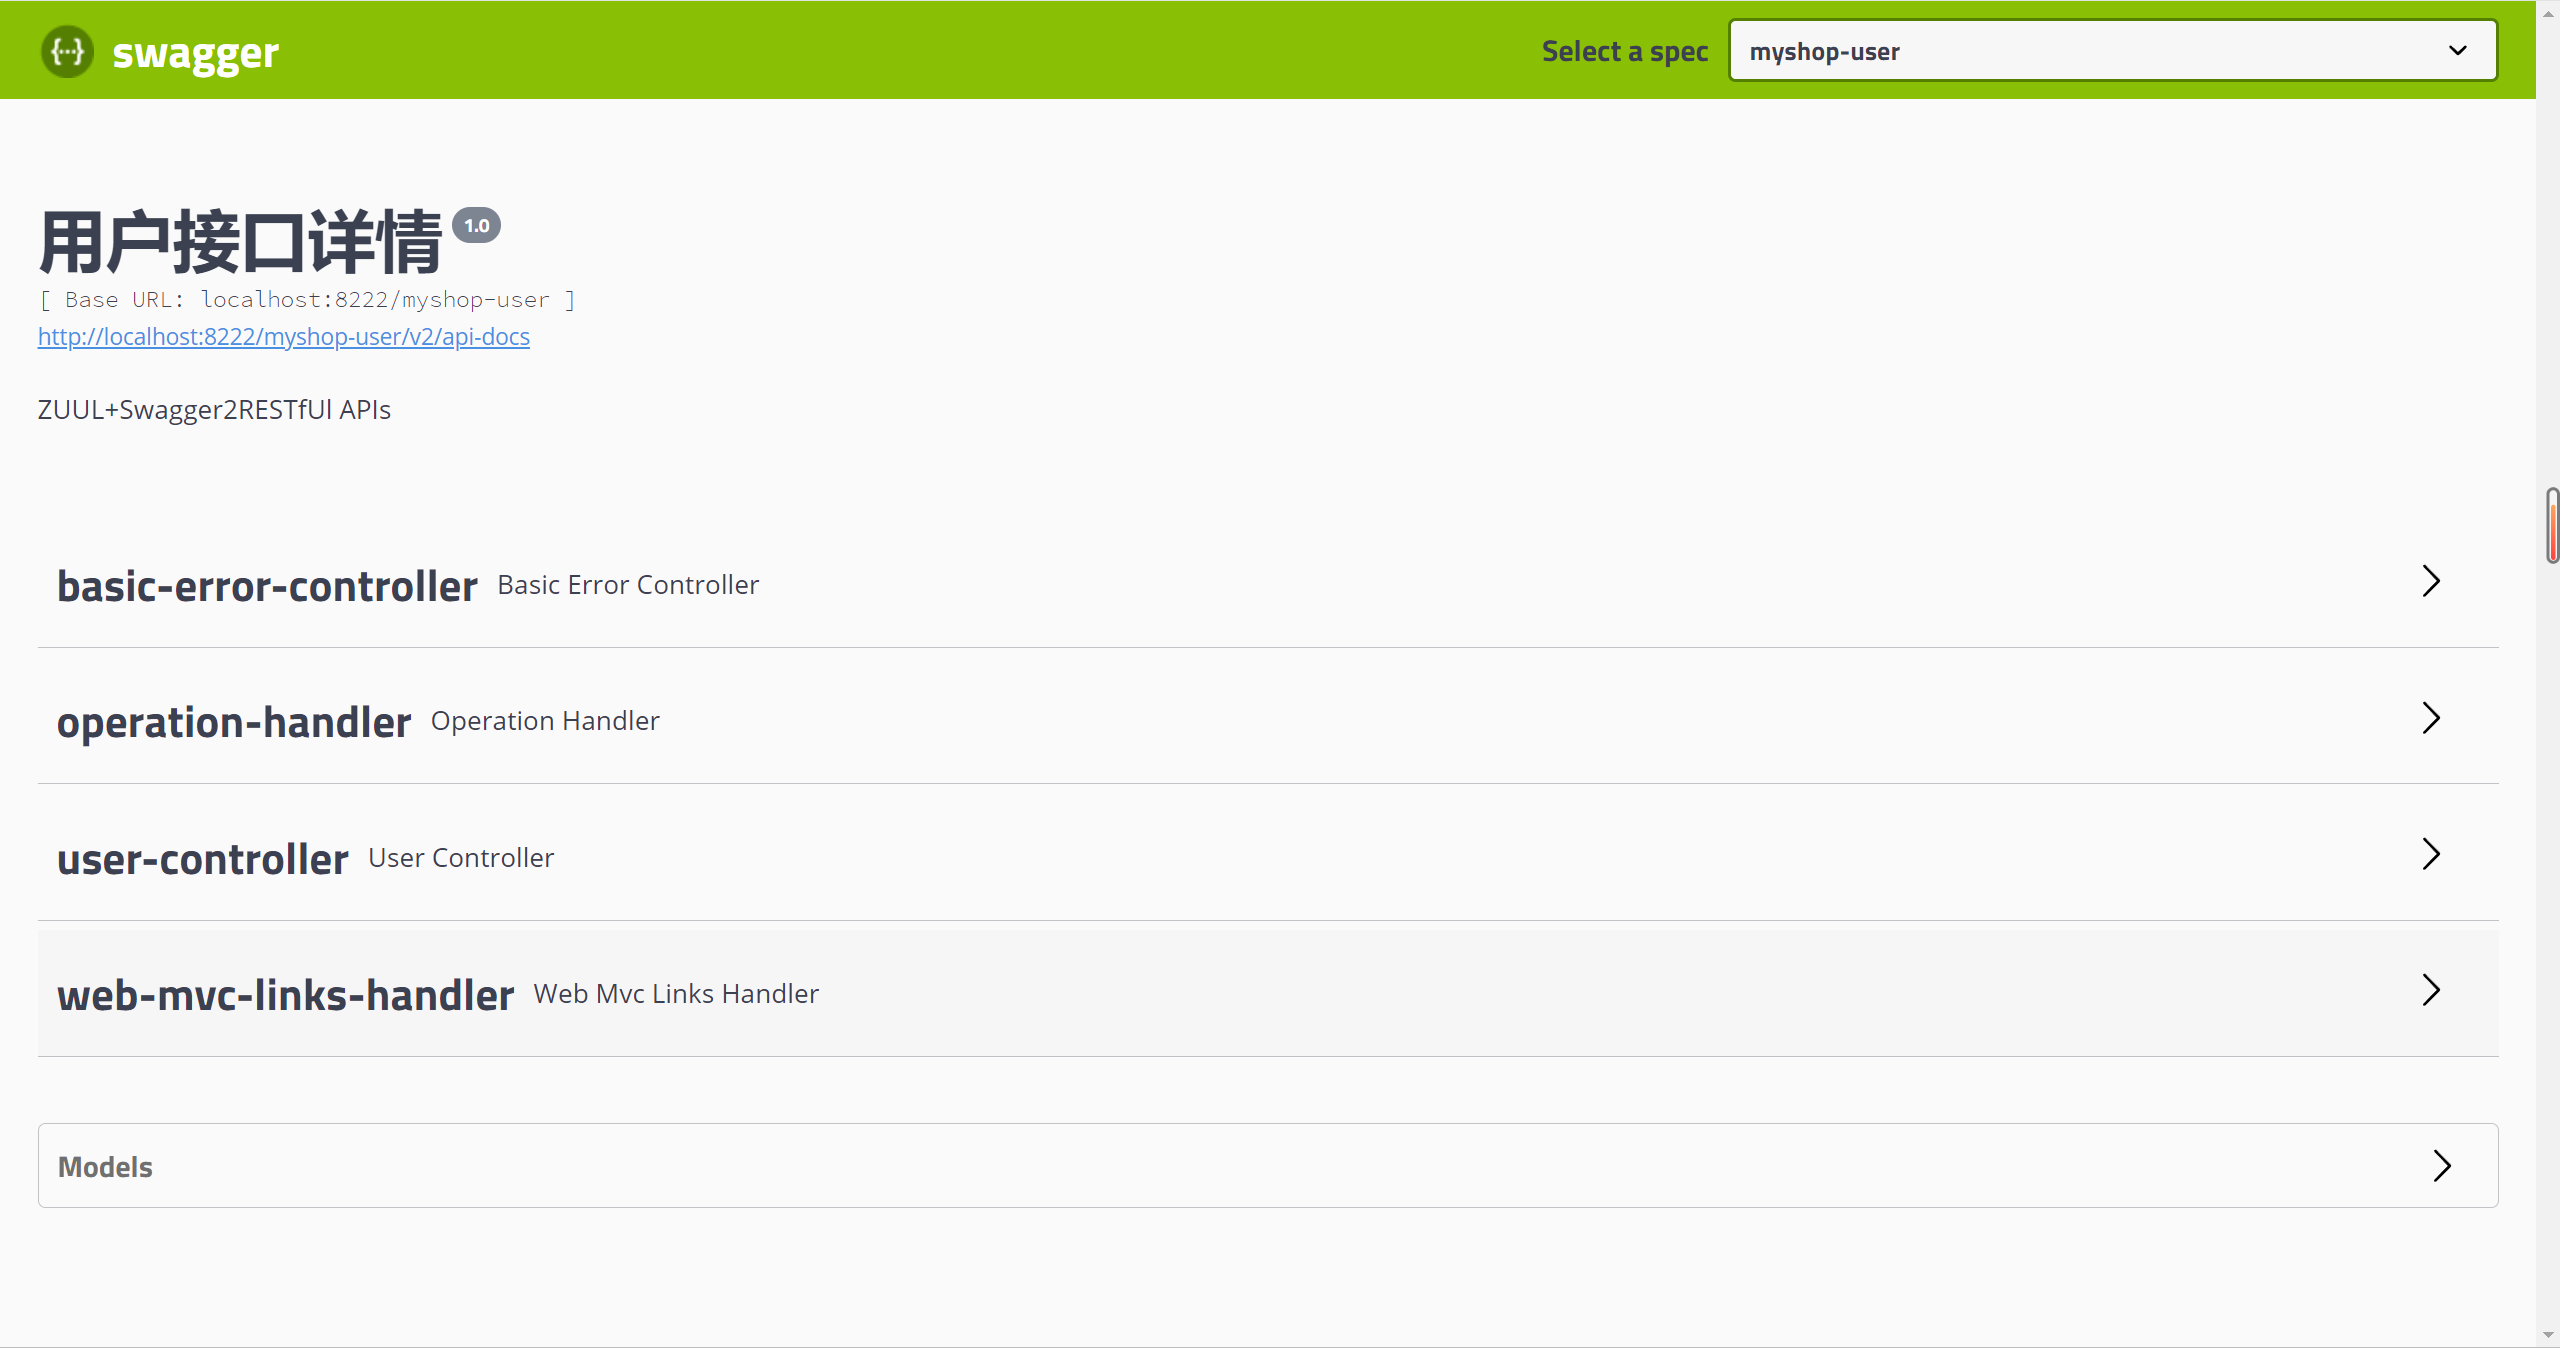 {···} swagger
Select a spec
myshop-user
用户接口详情 1.0
[ Base URL: localhost:8222/myshop-user ]
http://localhost:8222/myshop-user/v2/api-docs
ZUUL+Swagger2RESTfUl APIs
basic-error-controller Basic Error Controller
operation-handler Operation Handler
user-controller User Controller
web-mvc-links-handler Web Mvc Links Handler
Models